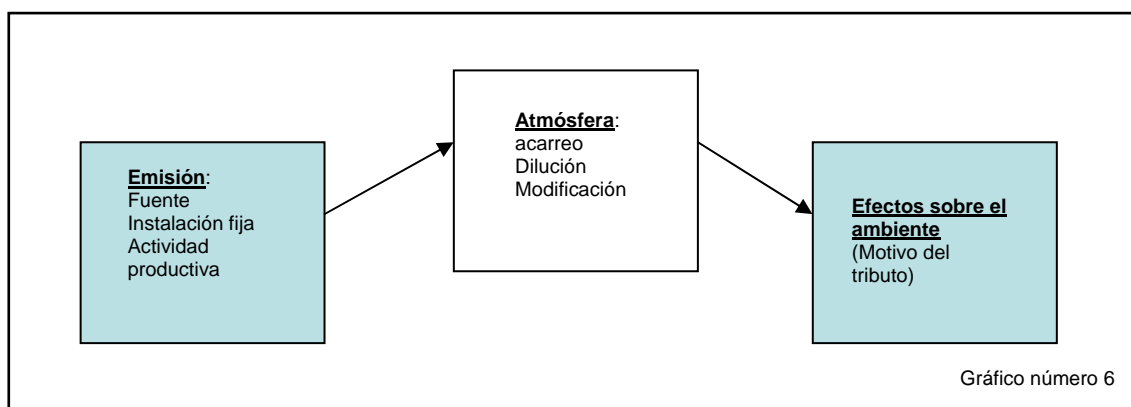 Emisión:
Fuente
Instalación fija
Actividad
productiva
Atmósfera:
acarreo
Dilución
Modificación
Efectos sobre el
ambiente
(Motivo del
tributo)
Gráfico número 6